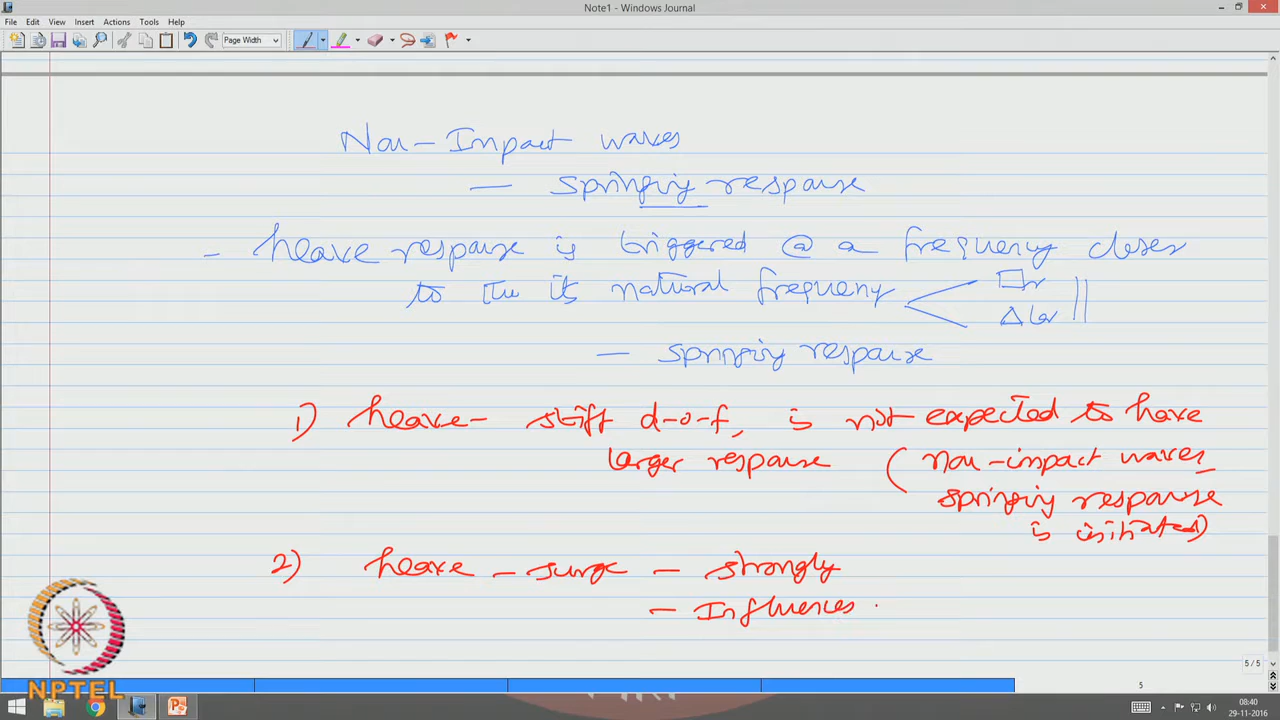 Note1 - Windows Journal
File Edit View Insert Actions Tools Help
Page Width
Non-Impact waves
— springing response
- heave response is triggered @ a frequency closer
to its natural frequency
□lr
Δlar
— springing response
1) heave - stiff d-o-f, is not expected to have
larger response (non-impact waves
springing response
is initiated)
2) heave - surge - strongly
- Influences
5/5
5
NPTEL
08:40
29-11-2016